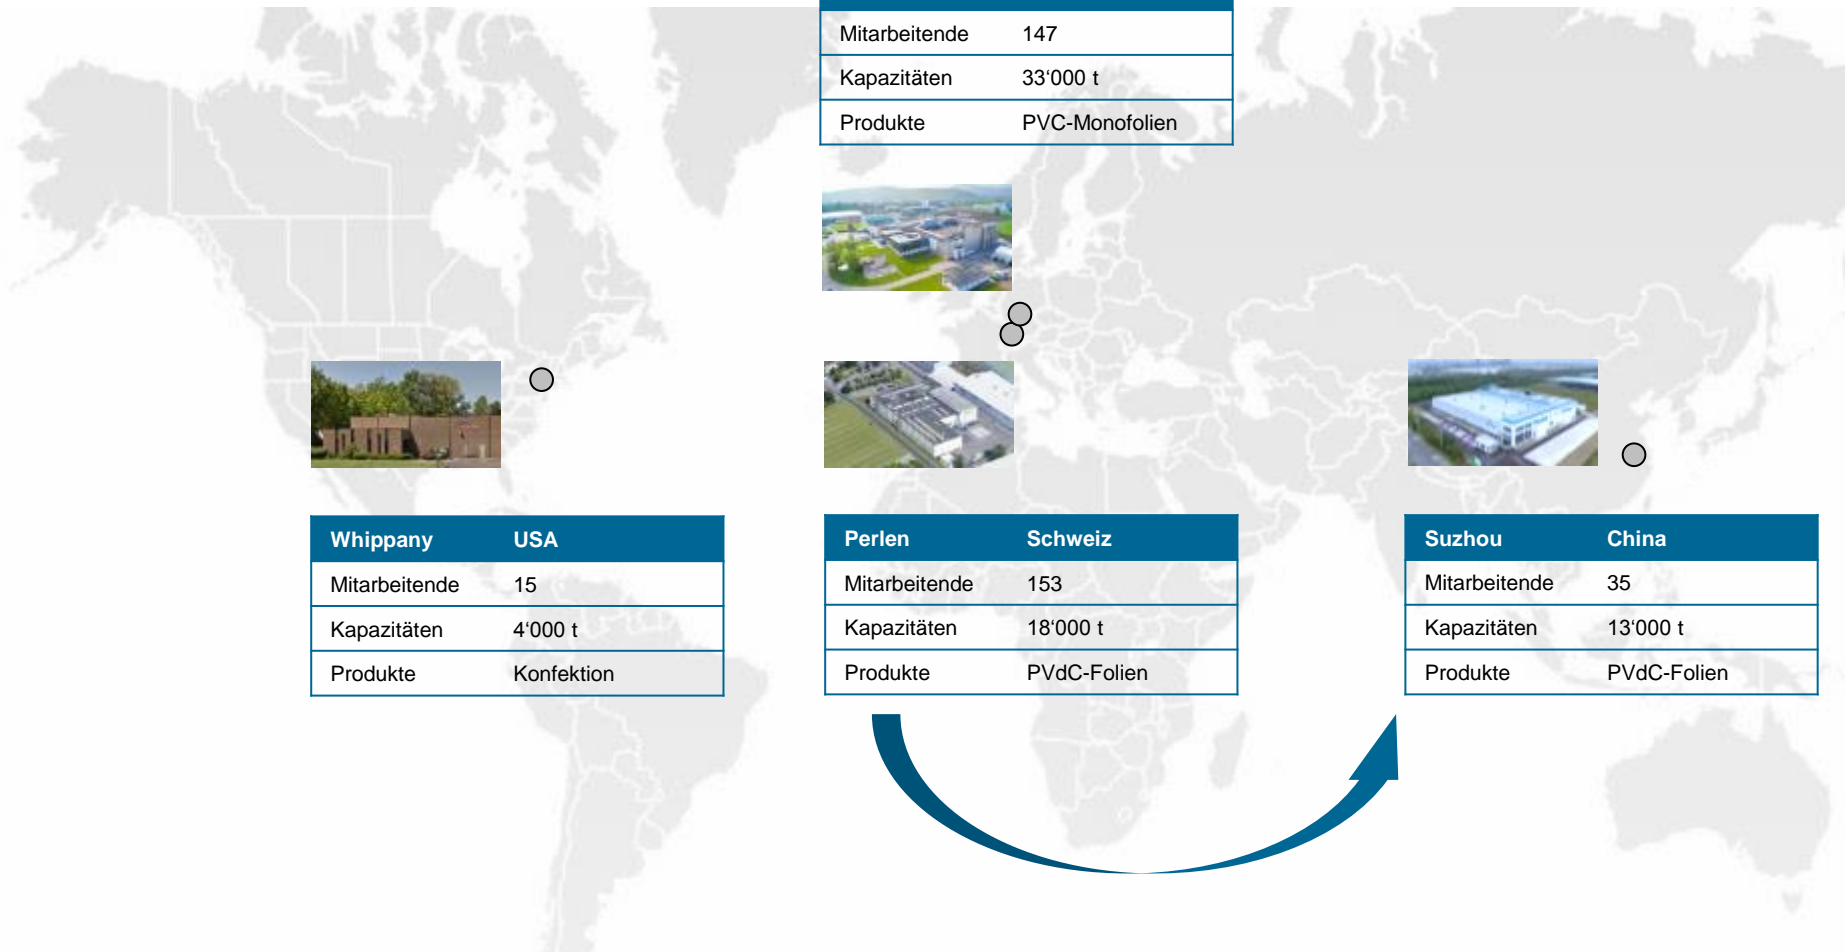 Mitarbeitende 147
Kapazitäten 33‘000 t
Produkte PVC-Monofolien
Whippany USA
Mitarbeitende 15
Kapazitäten 4‘000 t
Produkte Konfektion
Perlen Schweiz
Mitarbeitende 153
Kapazitäten 18‘000 t
Produkte PVdC-Folien
Suzhou China
Mitarbeitende 35
Kapazitäten 13‘000 t
Produkte PVdC-Folien